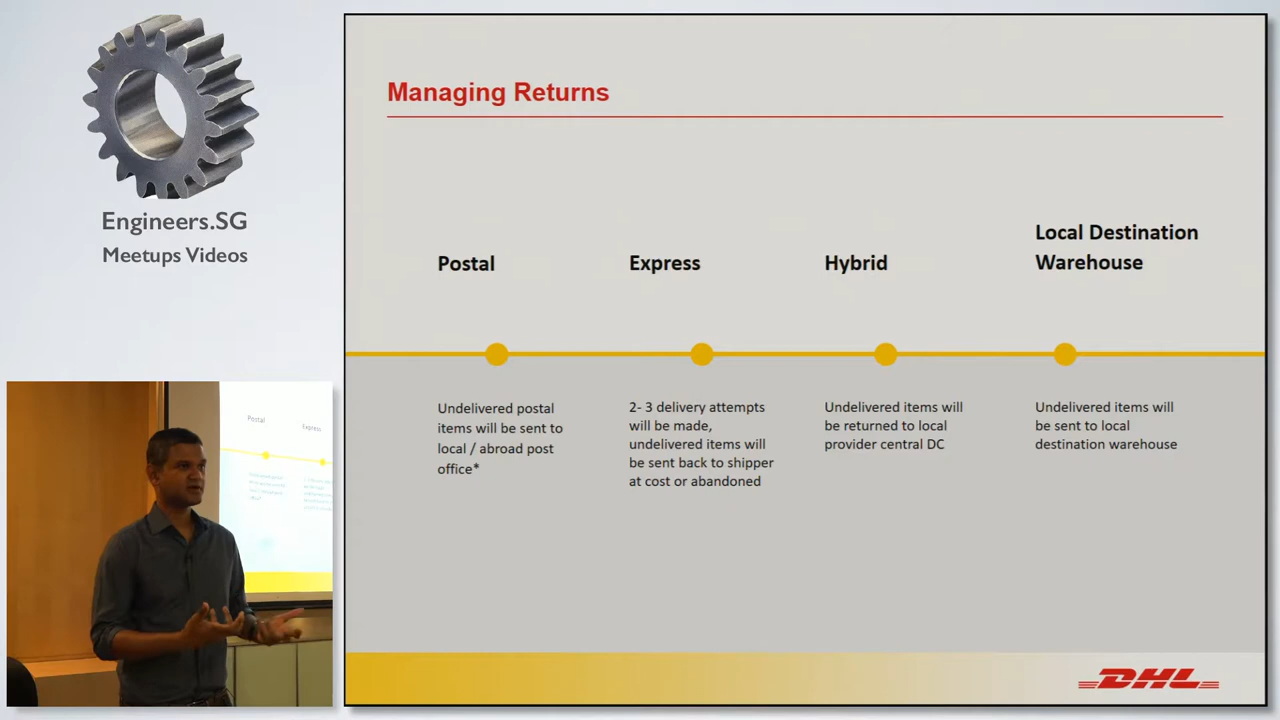 Engineers.SG
Meetups Videos
Managing Returns
Postal
Express
Hybrid
Local Destination
Warehouse
Undelivered postal
items will be sent to
local / abroad post
office*
2- 3 delivery attempts
will be made,
undelivered items will
be sent back to shipper
at cost or abandoned
Undelivered items will
be returned to local
provider central DC
Undelivered items will
be sent to local
destination warehouse
DHL
Postal
Express